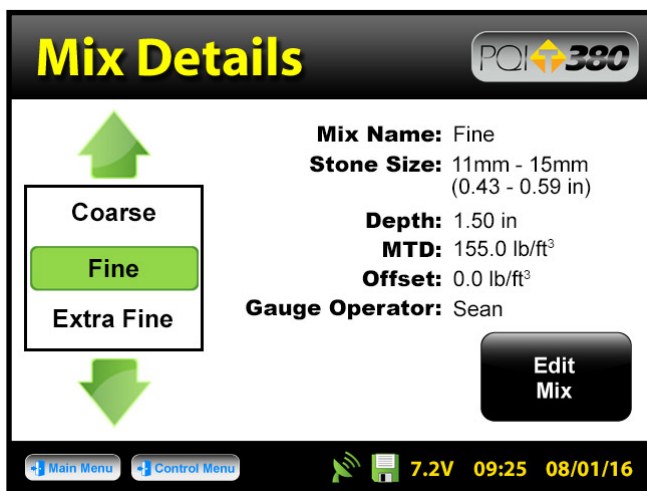 Mix Details
PQI 380
Coarse
Fine
Extra Fine
Mix Name: Fine
Stone Size: 11mm - 15mm
(0.43 - 0.59 in)
Depth: 1.50 in
MTD: 155.0 lb/ft³
Offset: 0.0 lb/ft³
Gauge Operator: Sean
Edit
Mix
Main Menu
Control Menu
7.2V 09:25 08/01/16